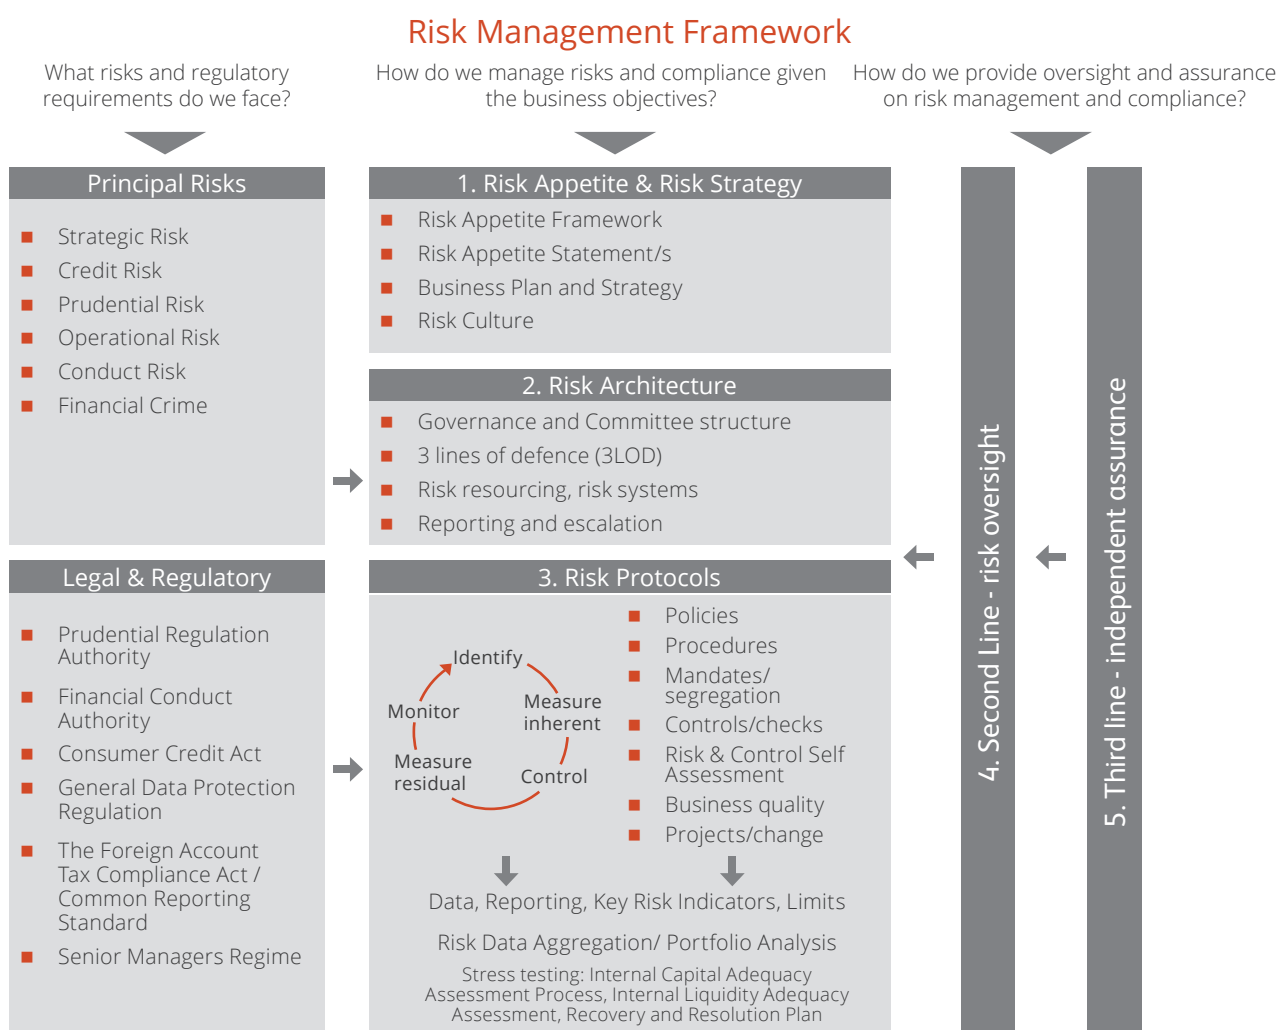 Risk Management Framework
What risks and regulatory
requirements do we face?
How do we manage risks and compliance given
the business objectives?
How do we provide oversight and assurance
on risk management and compliance?
Principal Risks
Strategic Risk
Credit Risk
Prudential Risk
Operational Risk
Conduct Risk
Financial Crime
Legal & Regulatory
Prudential Regulation
Authority
Financial Conduct
Authority
Consumer Credit Act
General Data Protection
Regulation
The Foreign Account
Tax Compliance Act /
Common Reporting
Standard
Senior Managers Regime
1. Risk Appetite & Risk Strategy
Risk Appetite Framework
Risk Appetite Statement/s
Business Plan and Strategy
Risk Culture
2. Risk Architecture
Governance and Committee structure
3 lines of defence (3LOD)
Risk resourcing, risk systems
Reporting and escalation
3. Risk Protocols
Identify
Measure
inherent
Control
Measure
residual
Monitor
Policies
Procedures
Mandates/
segregation
Controls/checks
Risk & Control Self
Assessment
Business quality
Projects/change
Data, Reporting, Key Risk Indicators, Limits
Risk Data Aggregation/ Portfolio Analysis
Stress testing: Internal Capital Adequacy
Assessment Process, Internal Liquidity Adequacy
Assessment, Recovery and Resolution Plan
4. Second Line - risk oversight
5. Third line - independent assurance